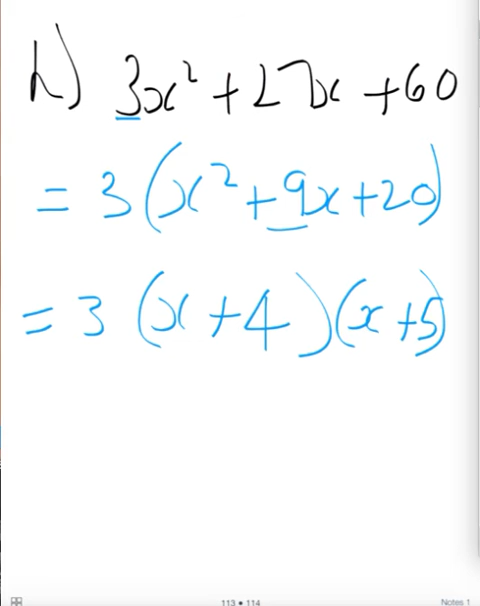 h) 3x² + 27x + 60
= 3(x² + 9x + 20)
= 3(x + 4)(x + 5)
113 • 114
Notes 1